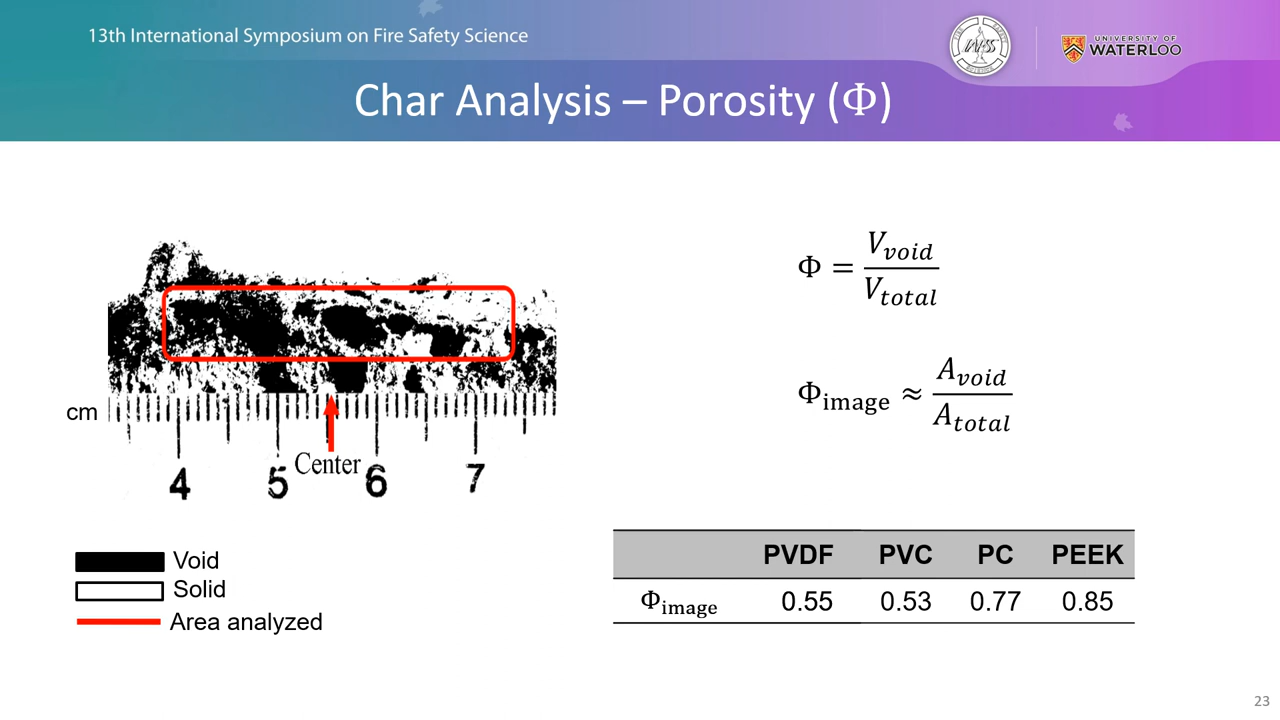 13th International Symposium on Fire Safety Science
UNIVERSITY OF
WATERLOO
Char Analysis – Porosity (Φ)
cm
4 5 6 7
Center
Void
Solid
Area analyzed
Φ = V_void / V_total
Φ_image ≈ A_void / A_total
PVDF PVC PC PEEK
Φ_image 0.55 0.53 0.77 0.85
23